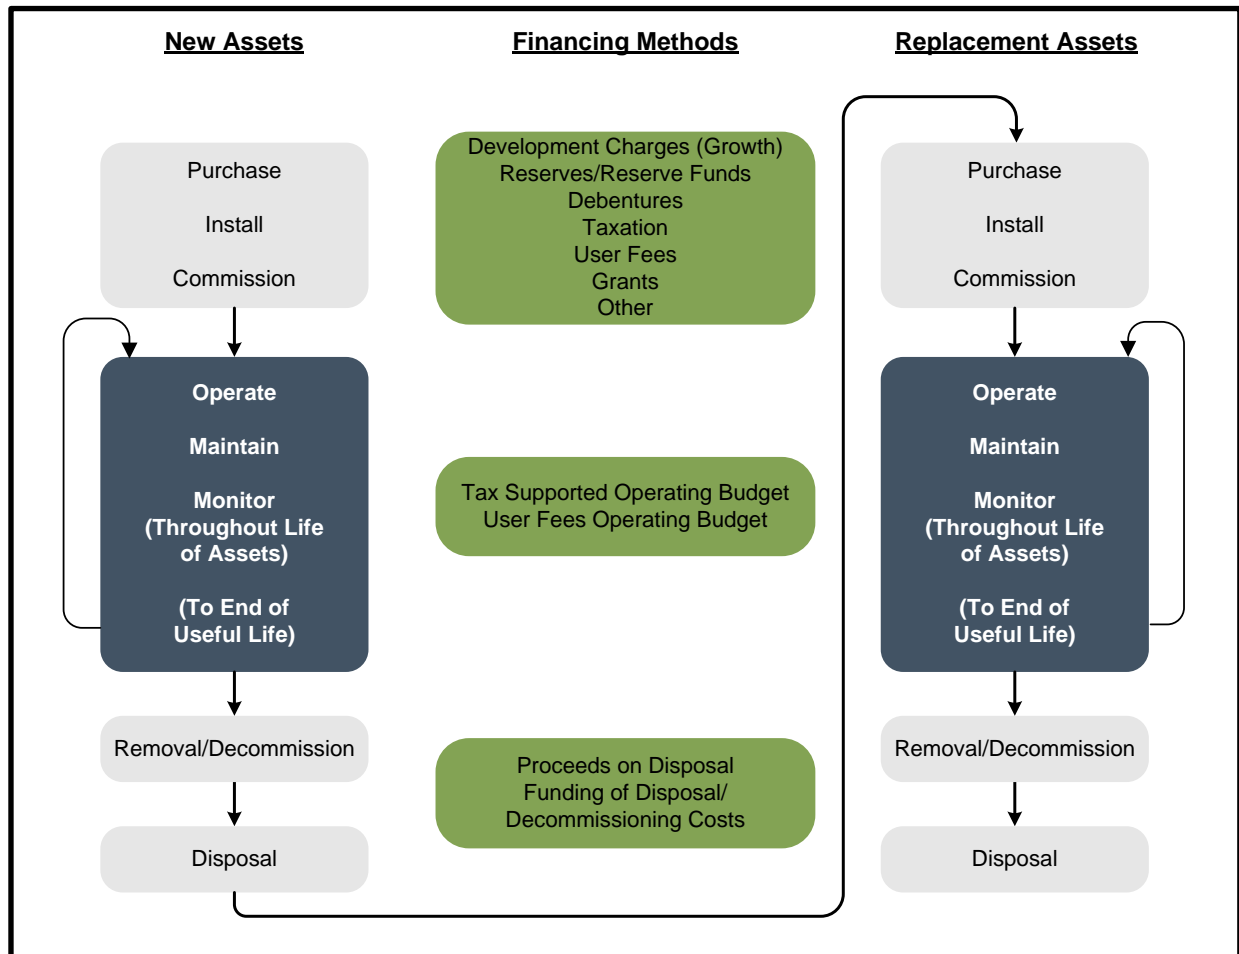 New Assets
Purchase
Install
Commission
Operate
Maintain
Monitor
(Throughout Life
of Assets)
(To End of
Useful Life)
Removal/Decommission
Disposal
Financing Methods
Development Charges (Growth)
Reserves/Reserve Funds
Debentures
Taxation
User Fees
Grants
Other
Tax Supported Operating Budget
User Fees Operating Budget
Proceeds on Disposal
Funding of Disposal/
Decommissioning Costs
Replacement Assets
Purchase
Install
Commission
Operate
Maintain
Monitor
(Throughout Life
of Assets)
(To End of
Useful Life)
Removal/Decommission
Disposal